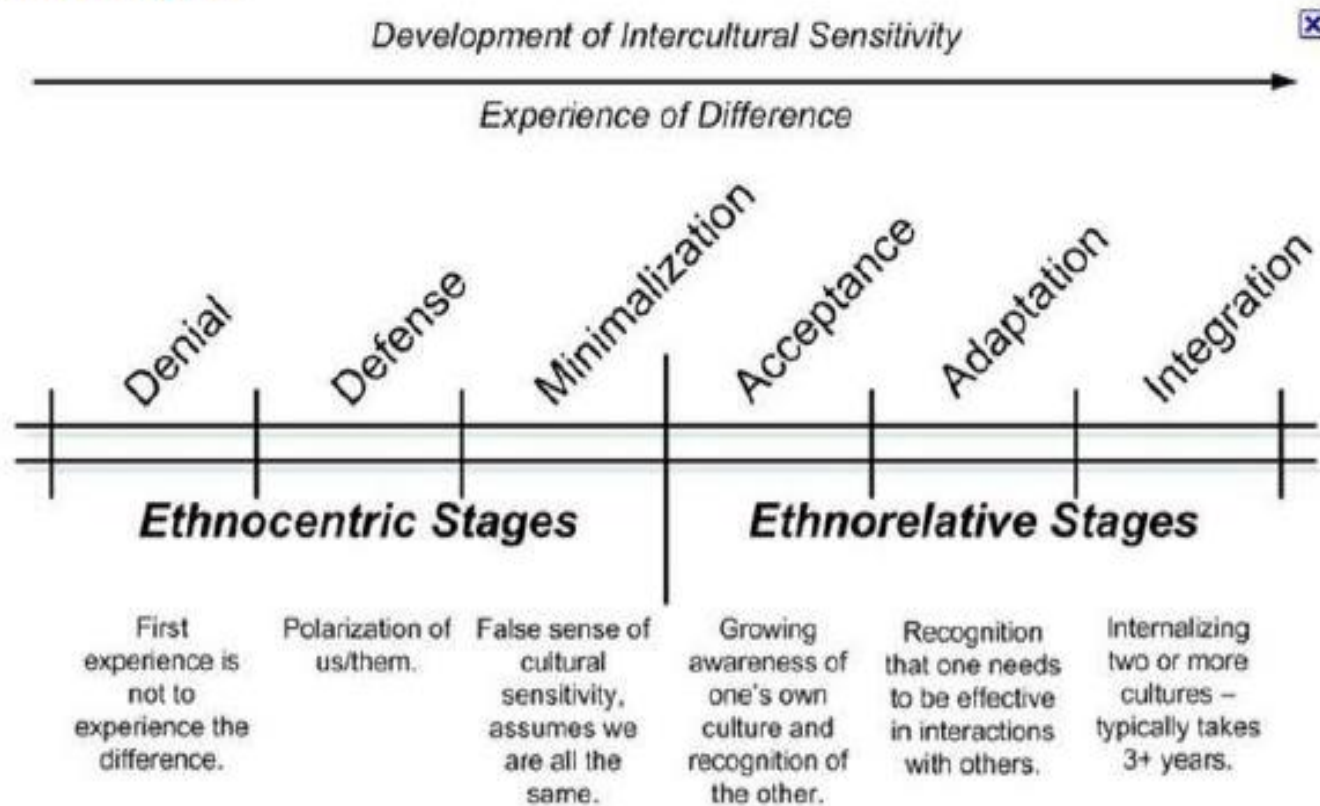 Development of Intercultural Sensitivity
Experience of Difference
Denial
Defense
Minimalization
Acceptance
Adaptation
Integration
Ethnocentric Stages
Ethnorelative Stages
First
experience is
not to
experience the
difference.
Polarization of
us/them.
False sense of
cultural
sensitivity,
assumes we
are all the
same.
Growing
awareness of
one's own
culture and
recognition of
the other.
Recognition
that one needs
to be effective
in interactions
with others.
Internalizing
two or more
cultures –
typically takes
3+ years.